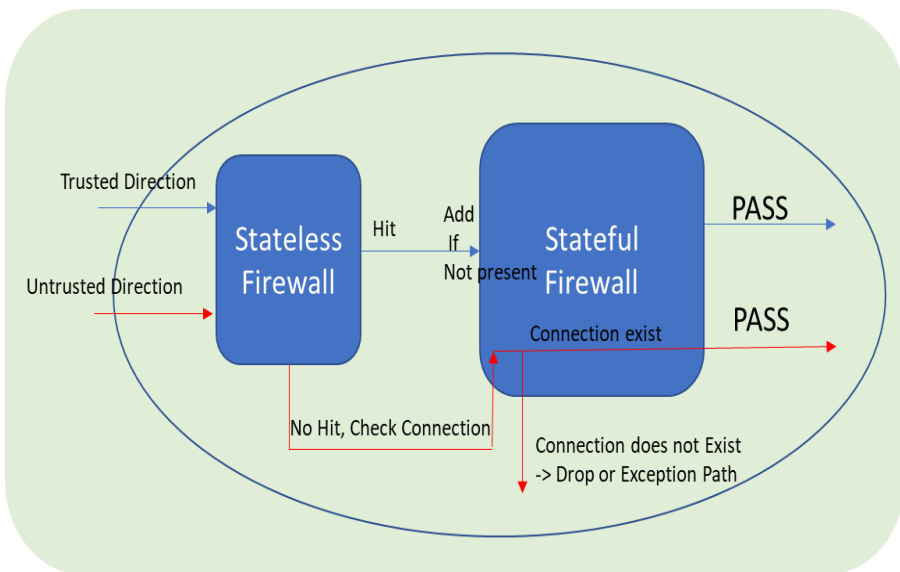 Trusted Direction
Untrusted Direction
Stateless
Firewall
Hit
Add
If
Not present
Stateful
Firewall
PASS
Connection exist
PASS
No Hit, Check Connection
Connection does not Exist
-> Drop or Exception Path